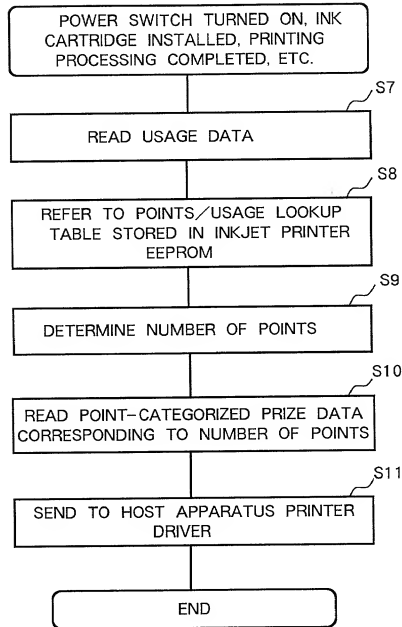 POWER SWITCH TURNED ON, INK
CARTRIDGE INSTALLED, PRINTING
PROCESSING COMPLETED, ETC.
S7
READ USAGE DATA
S8
REFER TO POINTS/USAGE LOOKUP
TABLE STORED IN INKJET PRINTER
EEPROM
S9
DETERMINE NUMBER OF POINTS
S10
READ POINT-CATEGORIZED PRIZE DATA
CORRESPONDING TO NUMBER OF POINTS
S11
SEND TO HOST APPARATUS PRINTER
DRIVER
END